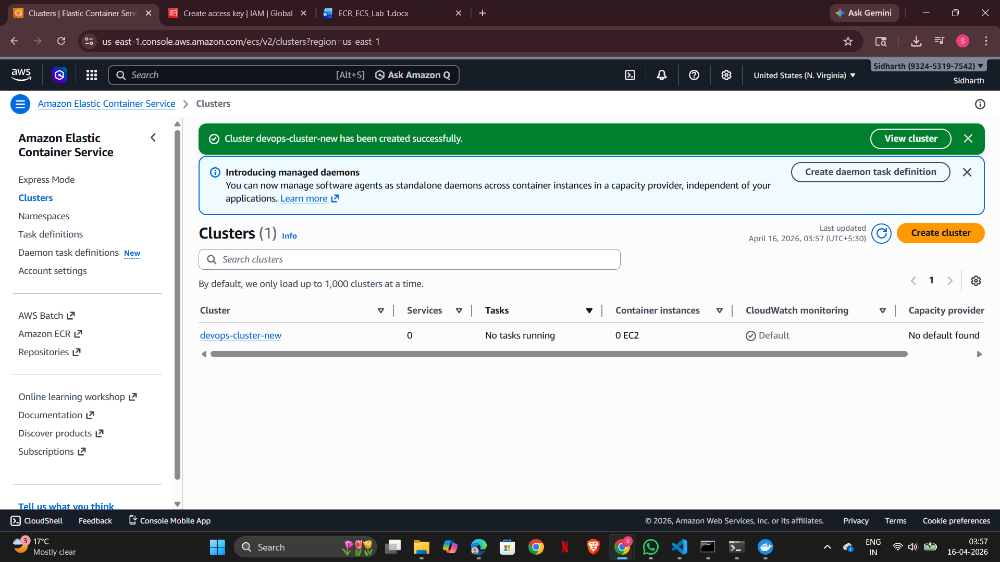 Clusters | Elastic Container Servi
Create access key | IAM | Global
ECR_ECS_Lab 1.docx
Ask Gemini
us-east-1.console.aws.amazon.com/ecs/v2/clusters?region=us-east-1
S
aws
Search
[Alt+S]
Ask Amazon Q
United States (N. Virginia)
Sidharth (9324-5319-7542)
Sidharth
Amazon Elastic Container Service
Clusters
Amazon Elastic
Container Service
Express Mode
Clusters
Namespaces
Task definitions
Daemon task definitions New
Account settings
AWS Batch
Amazon ECR
Repositories
Online learning workshop
Documentation
Discover products
Subscriptions
Tell us what you think
Cluster devops-cluster-new has been created successfully.
View cluster
Introducing managed daemons
You can now manage software agents as standalone daemons across container instances in a capacity provider, independent of your
applications. Learn more
Create daemon task definition
Clusters (1) Info
Last updated
April 16, 2026, 03:57 (UTC+5:30)
Create cluster
Search clusters
By default, we only load up to 1,000 clusters at a time.
1
Cluster Services Tasks Container instances CloudWatch monitoring Capacity provider
devops-cluster-new 0 No tasks running 0 EC2 Default No default found
CloudShell Feedback Console Mobile App
© 2026, Amazon Web Services, Inc. or its affiliates. Privacy Terms Cookie preferences
3
17°C
Mostly clear
Search
N
S
ENG
IN
03:57
16-04-2026